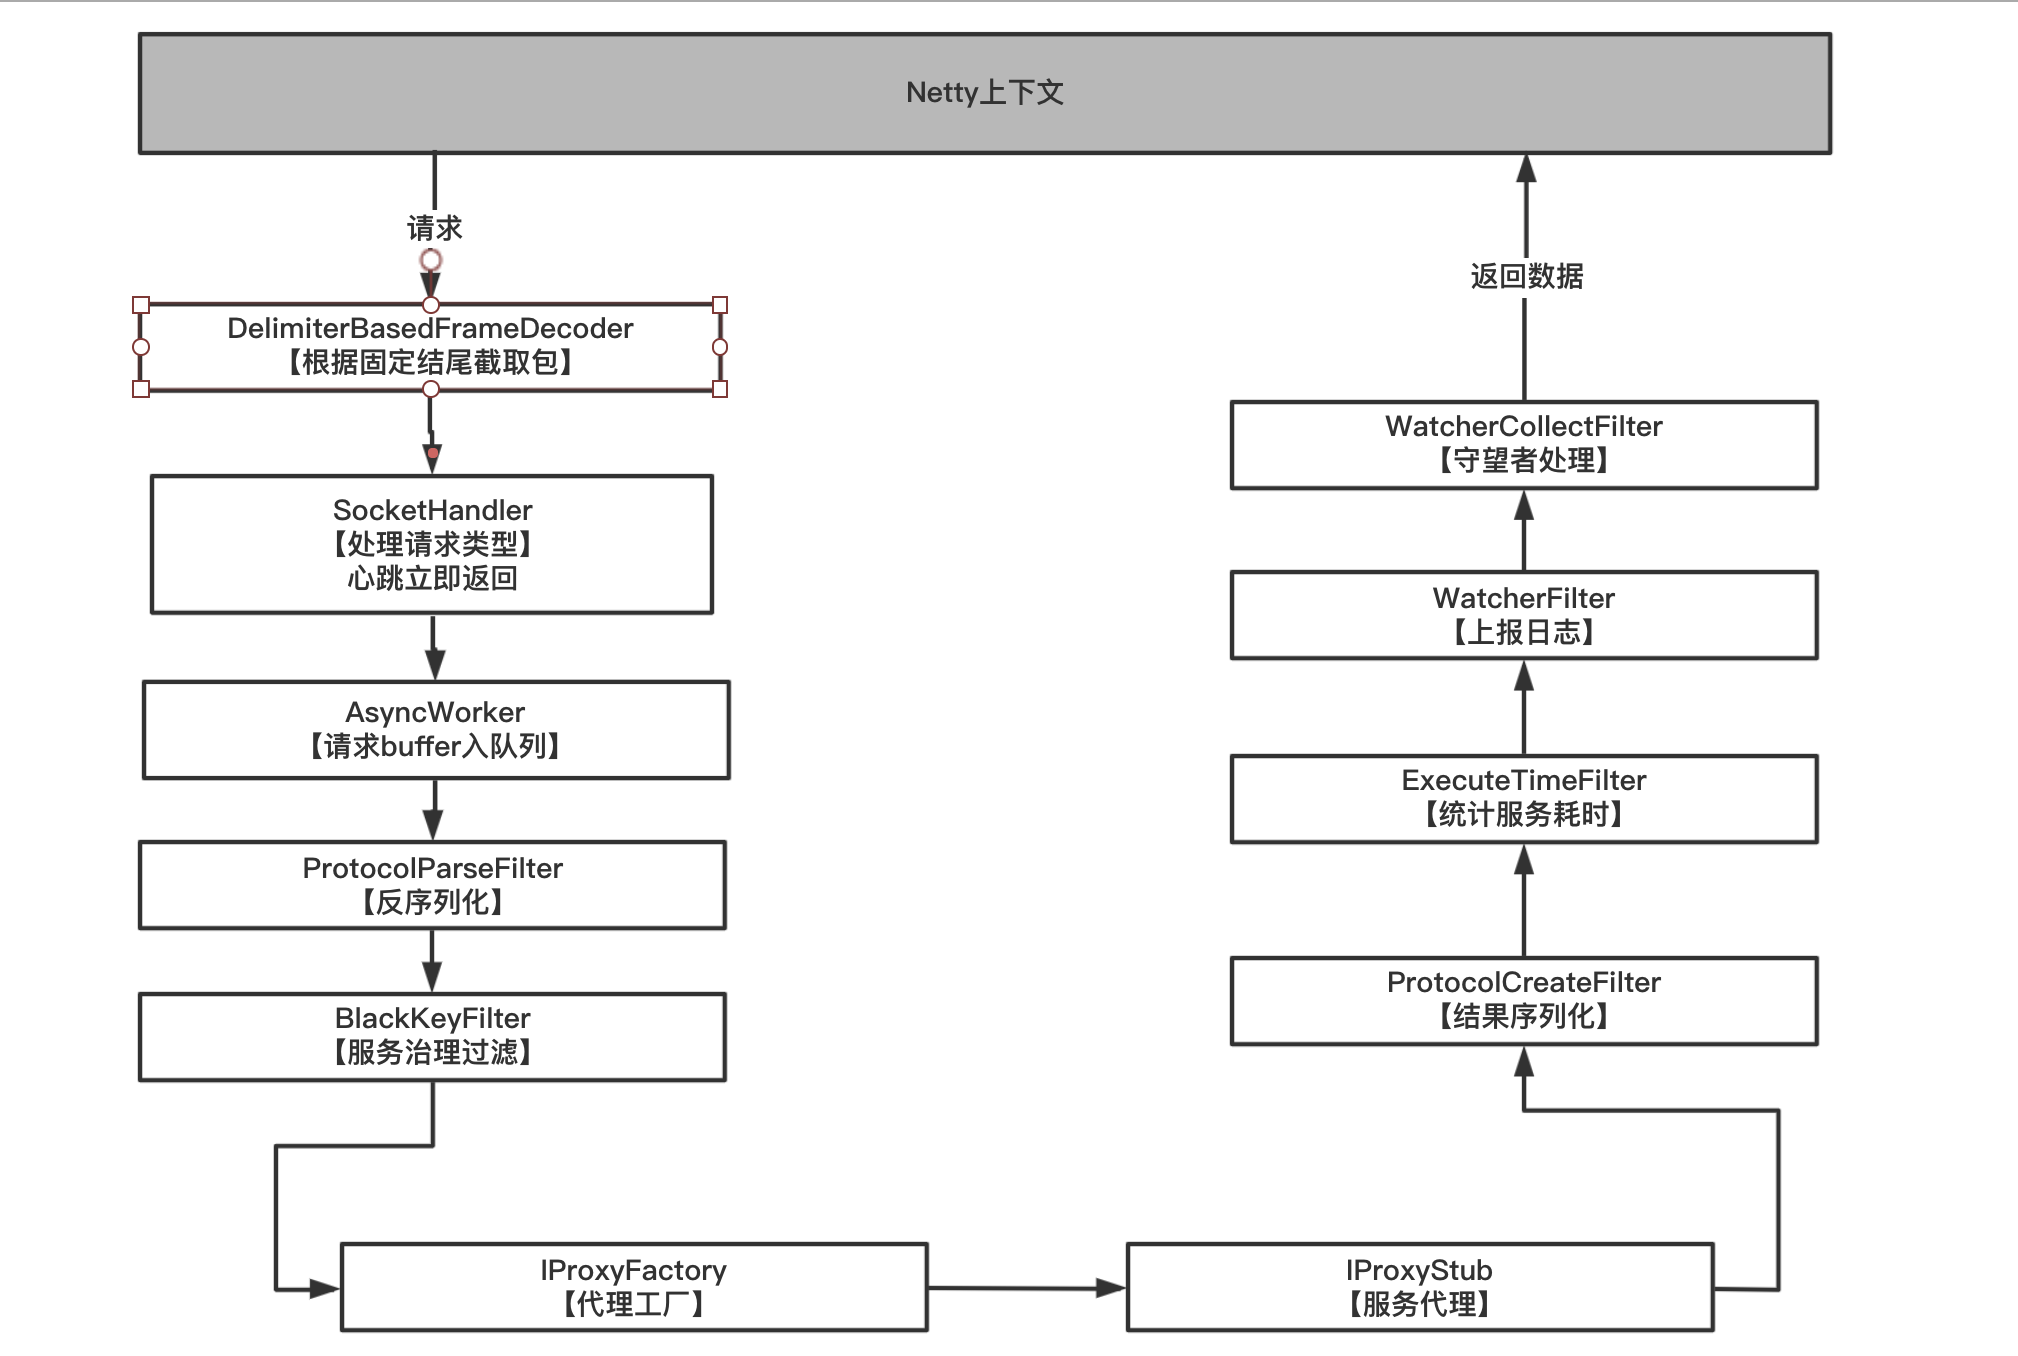 Netty上下文
请求
DelimiterBasedFrameDecoder
【根据固定结尾截取包】
SocketHandler
【处理请求类型】
心跳立即返回
AsyncWorker
【请求buffer入队列】
ProtocolParseFilter
【反序列化】
BlackKeyFilter
【服务治理过滤】
IProxyFactory
【代理工厂】
IProxyStub
【服务代理】
ProtocolCreateFilter
【结果序列化】
ExecuteTimeFilter
【统计服务耗时】
WatcherFilter
【上报日志】
WatcherCollectFilter
【守望者处理】
返回数据